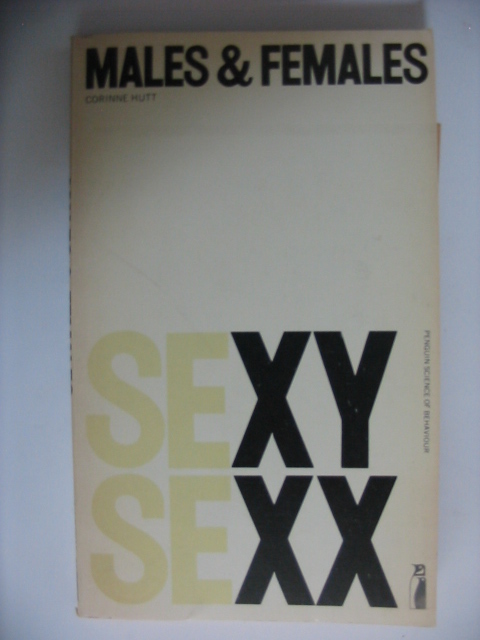 MALES & FEMALES
CORINNE HUTT
PENGUIN SCIENCE OF BEHAVIOUR
SEXY
SEXX